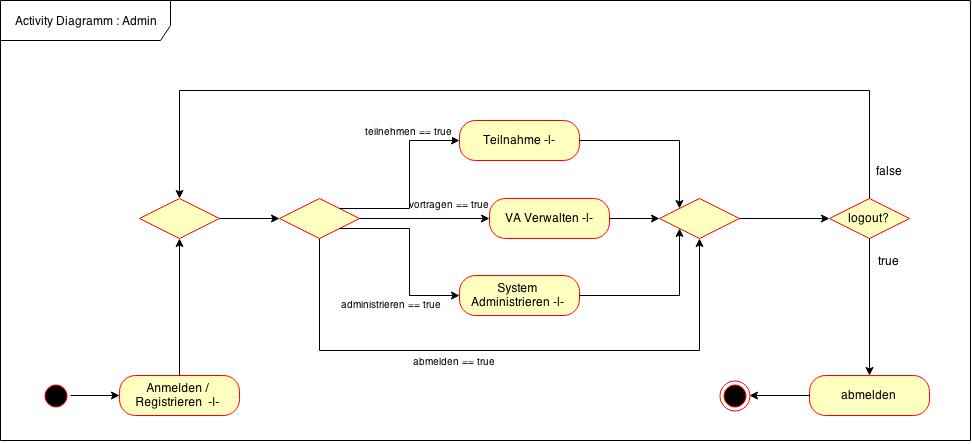 Activity Diagramm : Admin
teilnehmen == true
Teilnahme -I-
false
vortragen == true
VA Verwalten -I-
logout?
true
System
Administrieren -I-
administrieren == true
abmelden == true
Anmelden /
Registrieren -I-
abmelden